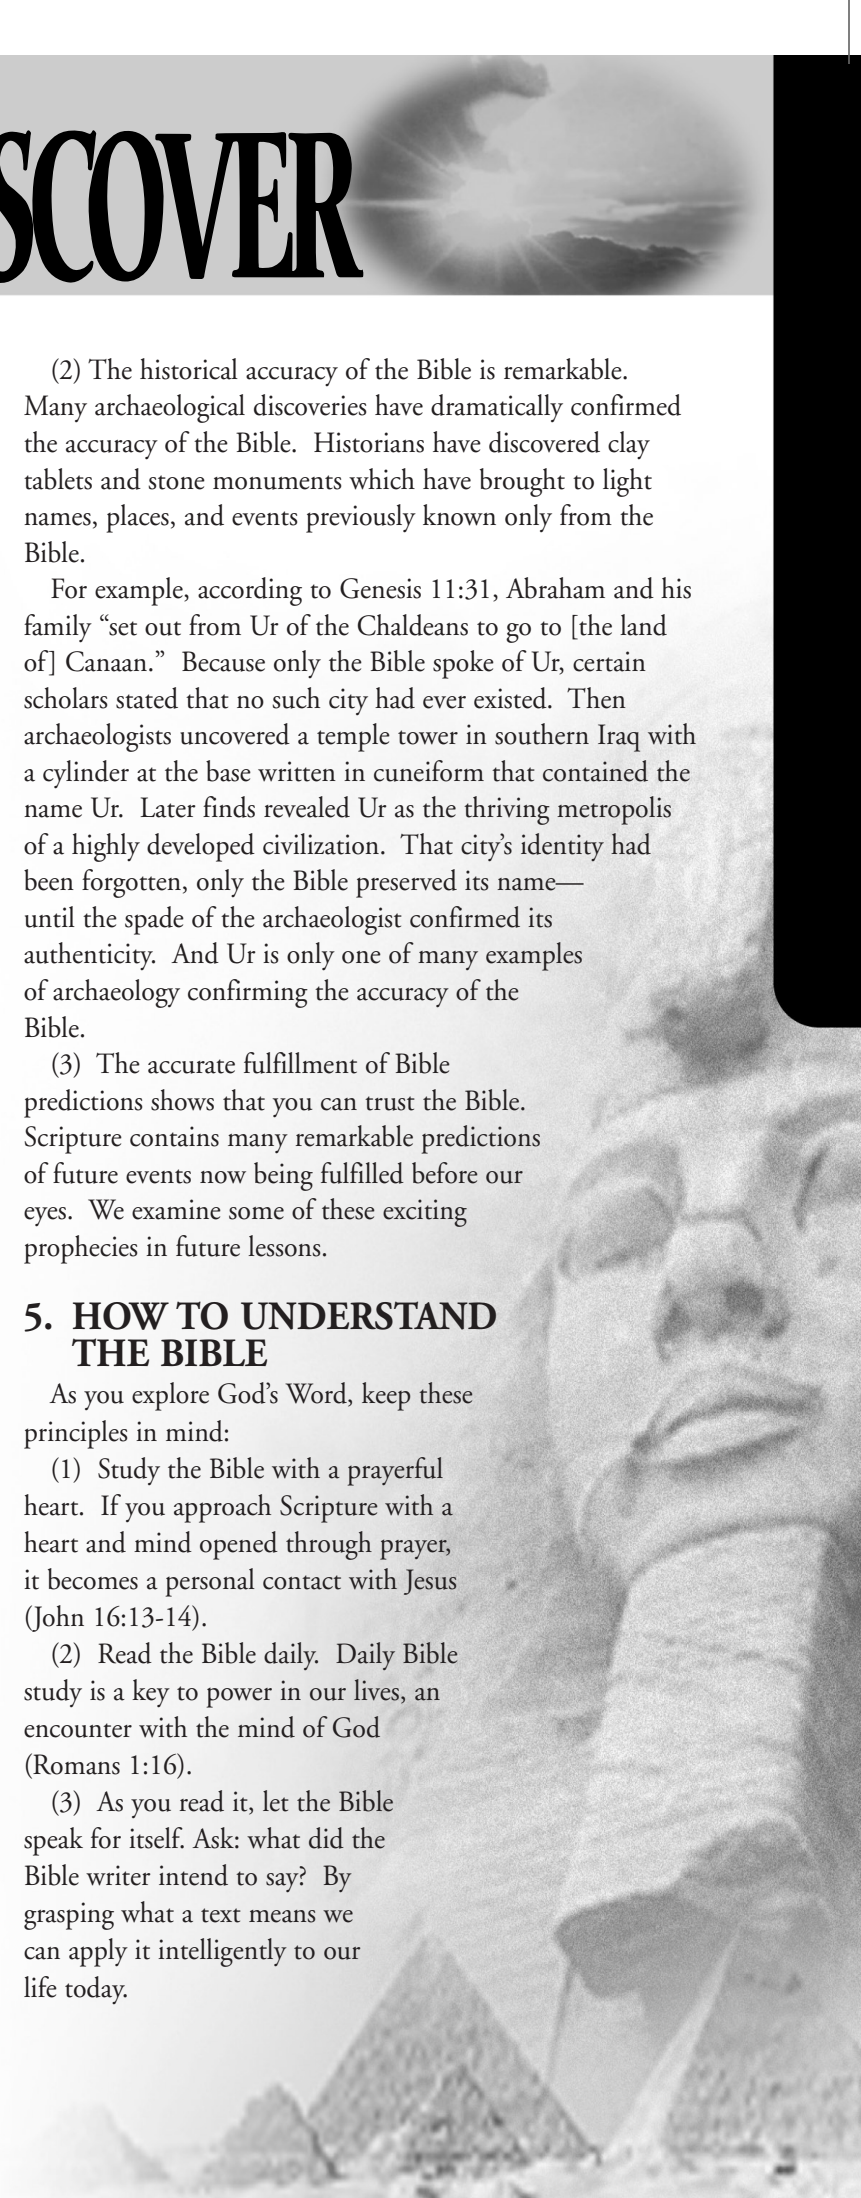 SCOVER
(2) The historical accuracy of the Bible is remarkable.
Many archaeological discoveries have dramatically confirmed
the accuracy of the Bible.  Historians have discovered clay
tablets and stone monuments which have brought to light
names, places, and events previously known only from the
Bible.
For example, according to Genesis 11:31, Abraham and his
family “set out from Ur of the Chaldeans to go to [the land
of] Canaan.”  Because only the Bible spoke of Ur, certain
scholars stated that no such city had ever existed.  Then
archaeologists uncovered a temple tower in southern Iraq with
a cylinder at the base written in cuneiform that contained the
name Ur.  Later finds revealed Ur as the thriving metropolis
of a highly developed civilization.  That city’s identity had
been forgotten, only the Bible preserved its name—
until the spade of the archaeologist confirmed its
authenticity.  And Ur is only one of many examples
of archaeology confirming the accuracy of the
Bible.
(3)  The accurate fulfillment of Bible
predictions shows that you can trust the Bible.
Scripture contains many remarkable predictions
of future events now being fulfilled before our
eyes.  We examine some of these exciting
prophecies in future lessons.
5.  HOW TO UNDERSTAND
THE BIBLE
As you explore God’s Word, keep these
principles in mind:
(1)  Study the Bible with a prayerful
heart.  If you approach Scripture with a
heart and mind opened through prayer,
it becomes a personal contact with Jesus
(John 16:13-14).
(2)  Read the Bible daily.  Daily Bible
study is a key to power in our lives, an
encounter with the mind of God
(Romans 1:16).
(3)  As you read it, let the Bible
speak for itself. Ask: what did the
Bible writer intend to say?  By
grasping what a text means we
can apply it intelligently to our
life today.